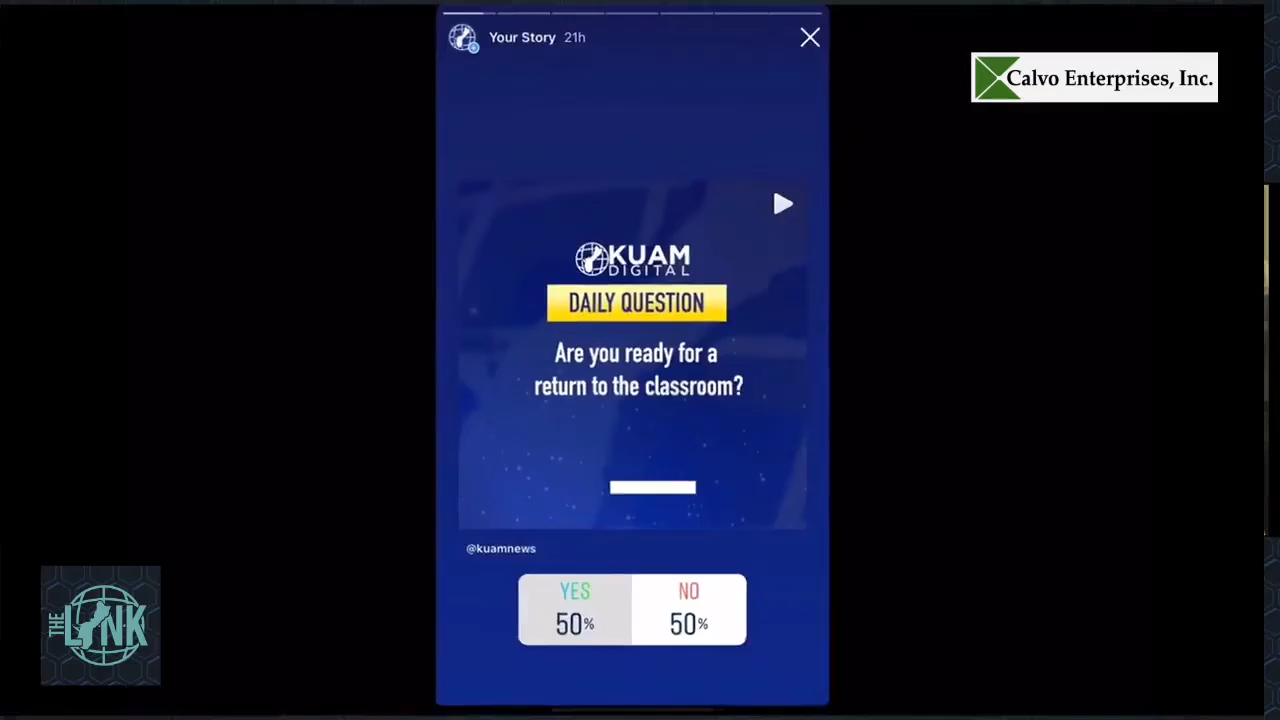 Your Story 21h
Calvo Enterprises, Inc.
KUAM
DIGITAL
DAILY QUESTION
Are you ready for a
return to the classroom?
@kuamnews
YES NO
50% 50%
THE LINK